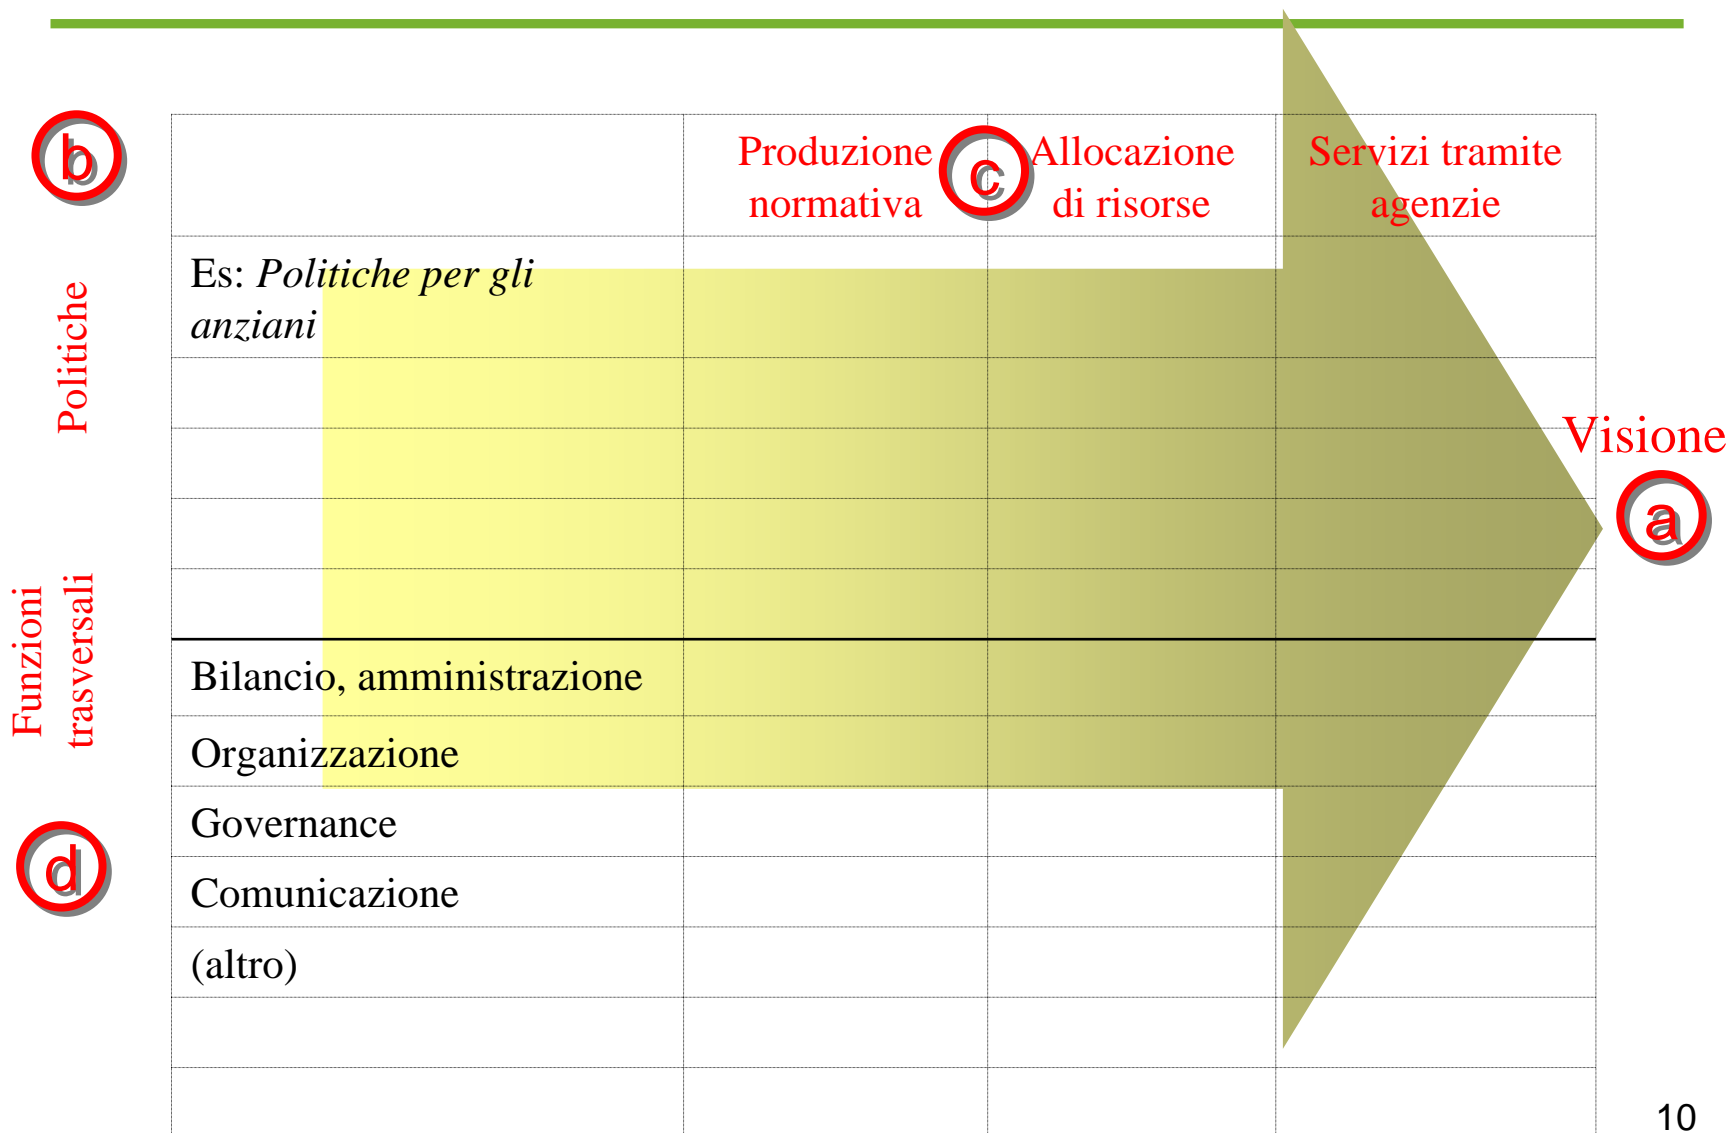 b
Produzione
normativa
c
Allocazione
di risorse
Servizi tramite
agenzie
Politiche
Es: Politiche per gli
anziani
Visione
a
Funzioni
trasversali
Bilancio, amministrazione
Organizzazione
Governance
d
Comunicazione
(altro)
10